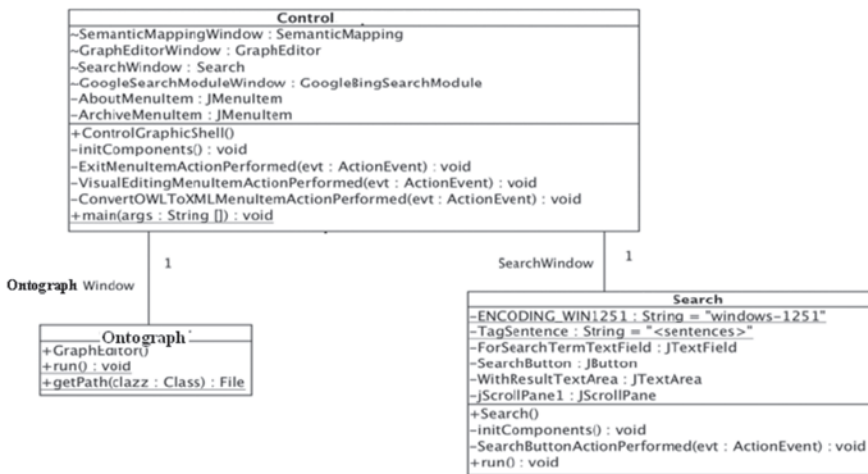 Control
~SemanticMappingWindow : SemanticMapping
~GraphEditorWindow : GraphEditor
~SearchWindow : Search
~GoogleSearchModuleWindow : GoogleBingSearchModule
-AboutMenuItem : JMenuItem
-ArchiveMenuItem : JMenuItem
+ControlGraphicShell()
-initComponents() : void
-ExitMenuItemActionPerformed(evt : ActionEvent) : void
-VisualEditingMenuItemActionPerformed(evt : ActionEvent) : void
-ConvertOWLToXMLMenuItemActionPerformed(evt : ActionEvent) : void
+main(args : String []) : void
1
Ontograph Window
Ontograph
+GraphEditor()
+run() : void
+getPath(clazz : Class) : File
1
SearchWindow
Search
-ENCODING_WIN1251 : String = "windows-1251"
-TagSentence : String = "<sentences>"
-ForSearchTermTextField : JTextField
-SearchButton : JButton
-WithResultTextArea : JTextArea
-jScrollPane1 : JScrollPane
+Search()
-initComponents() : void
-SearchButtonActionPerformed(evt : ActionEvent) : void
+run() : void